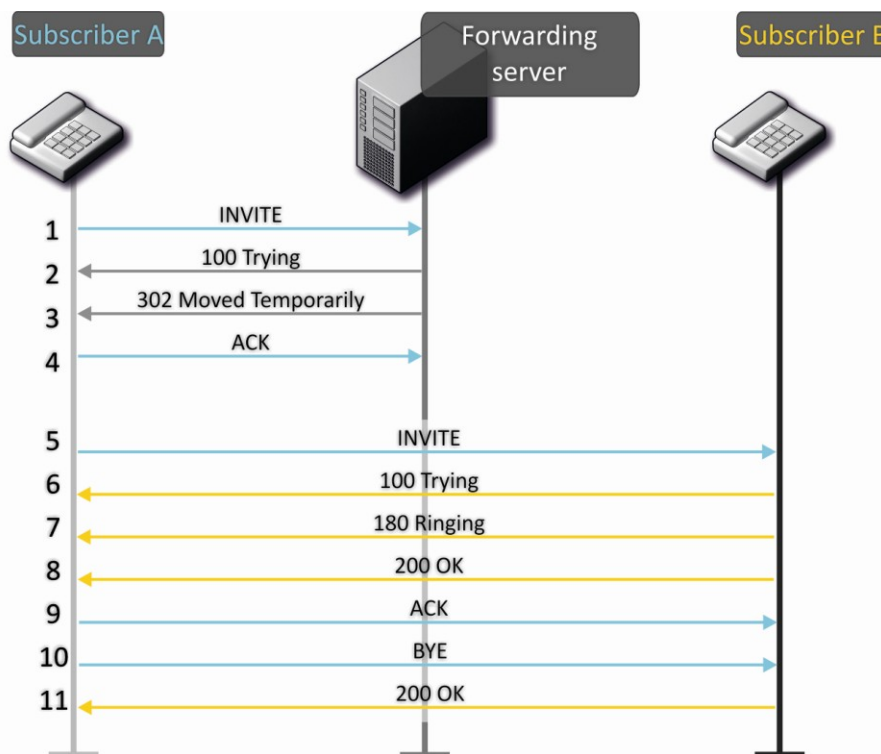 Subscriber A
Forwarding
server
Subscriber B
1
INVITE
2
100 Trying
3
302 Moved Temporarily
4
ACK
5
INVITE
6
100 Trying
7
180 Ringing
8
200 OK
9
ACK
10
BYE
11
200 OK